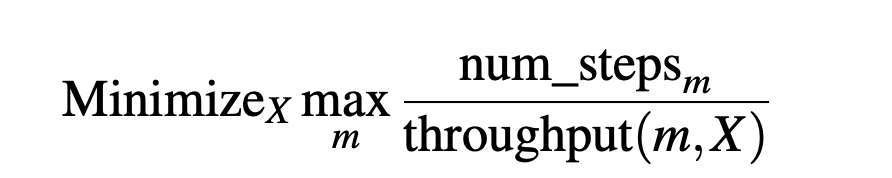 Minimize_X max_m num_steps_m / throughput(m, X)